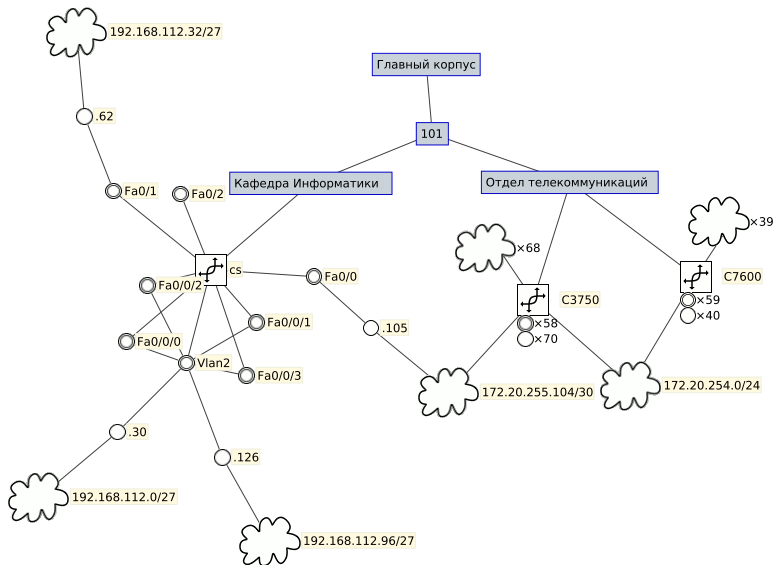 192.168.112.32/27
Главный корпус
.62
101
Fa0/1
Fa0/2
Кафедра Информатики
Отдел телекоммуникаций
×39
×68
cs
Fa0/0
C7600
Fa0/0/2
C3750
×59
×40
Fa0/0/1
.105
×58
×70
Fa0/0/0
Vlan2
Fa0/0/3
172.20.255.104/30
172.20.254.0/24
.30
.126
192.168.112.0/27
192.168.112.96/27